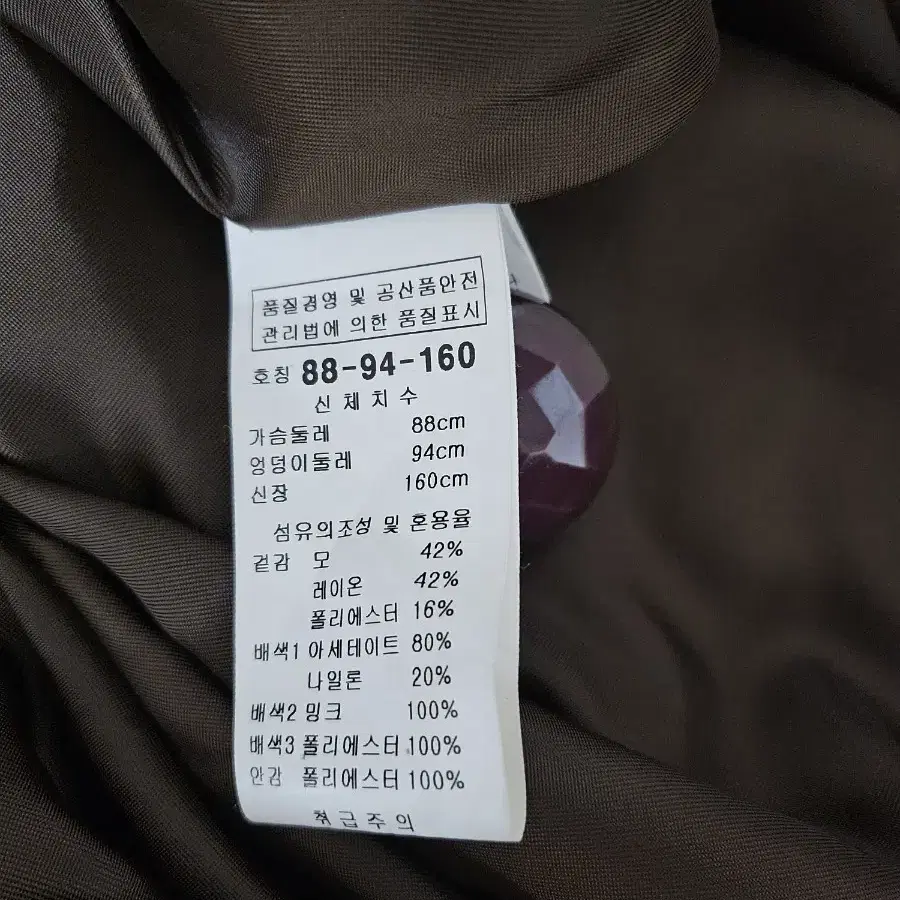 품질경영 및 공산품안전
관리법에 의한 품질표시
호칭 88-94-160
신체치수
가슴둘레 88cm
엉덩이둘레 94cm
신장 160cm
섬유의조성 및 혼용율
겉감 모 42%
레이온 42%
폴리에스터 16%
배색1 아세테이트 80%
나일론 20%
배색2 밍크 100%
배색3 폴리에스터 100%
안감 폴리에스터 100%
취급주의